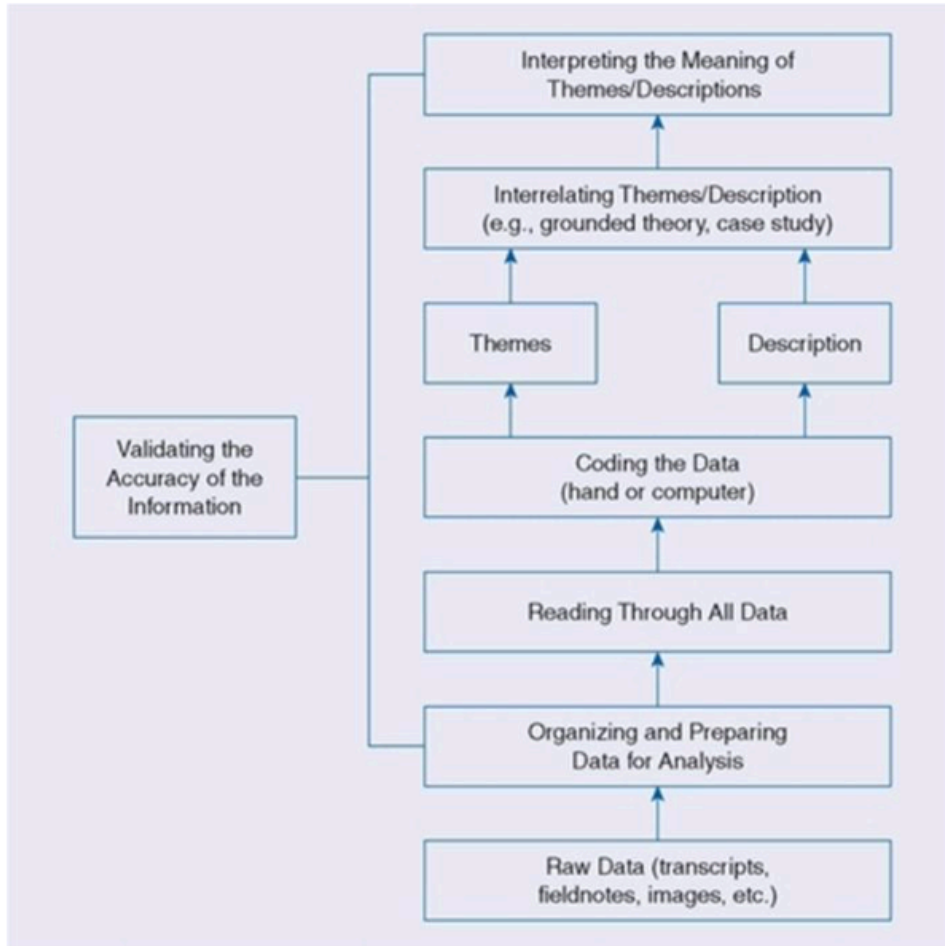 Interpreting the Meaning of
Themes/Descriptions
Interrelating Themes/Description
(e.g., grounded theory, case study)
Themes
Description
Validating the
Accuracy of the
Information
Coding the Data
(hand or computer)
Reading Through All Data
Organizing and Preparing
Data for Analysis
Raw Data (transcripts,
fieldnotes, images, etc.)